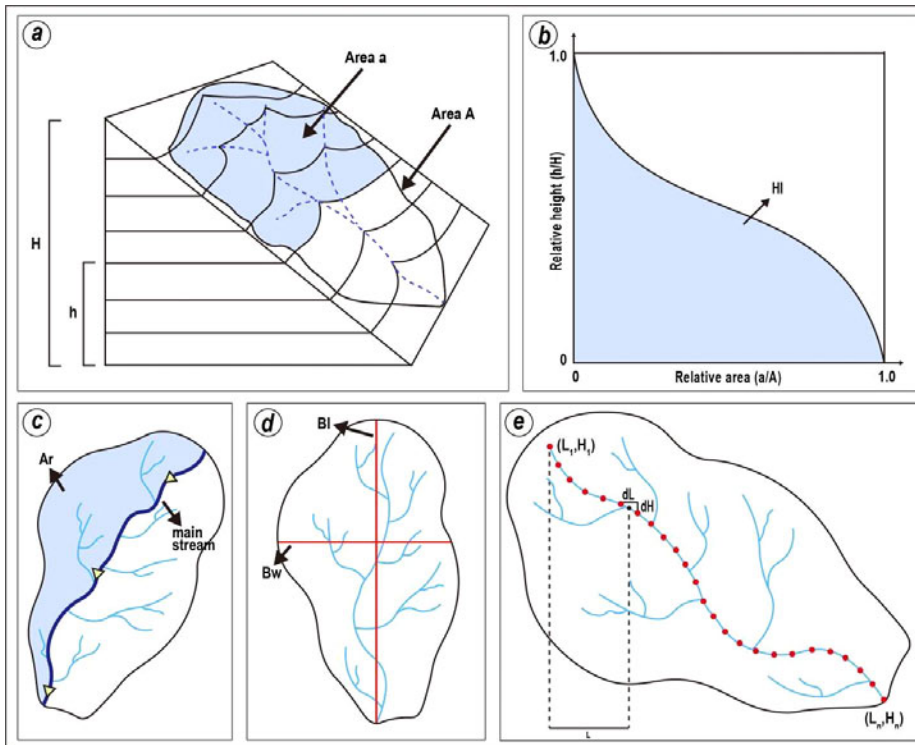 a
Area a
Area A
H
h
b
1.0
Relative height (h/H)
HI
0
0
Relative area (a/A)
1.0
c
Ar
main
stream
d
Bl
Bw
e
(L₁,H₁)
dL
dH
L
(Lₙ,Hₙ)